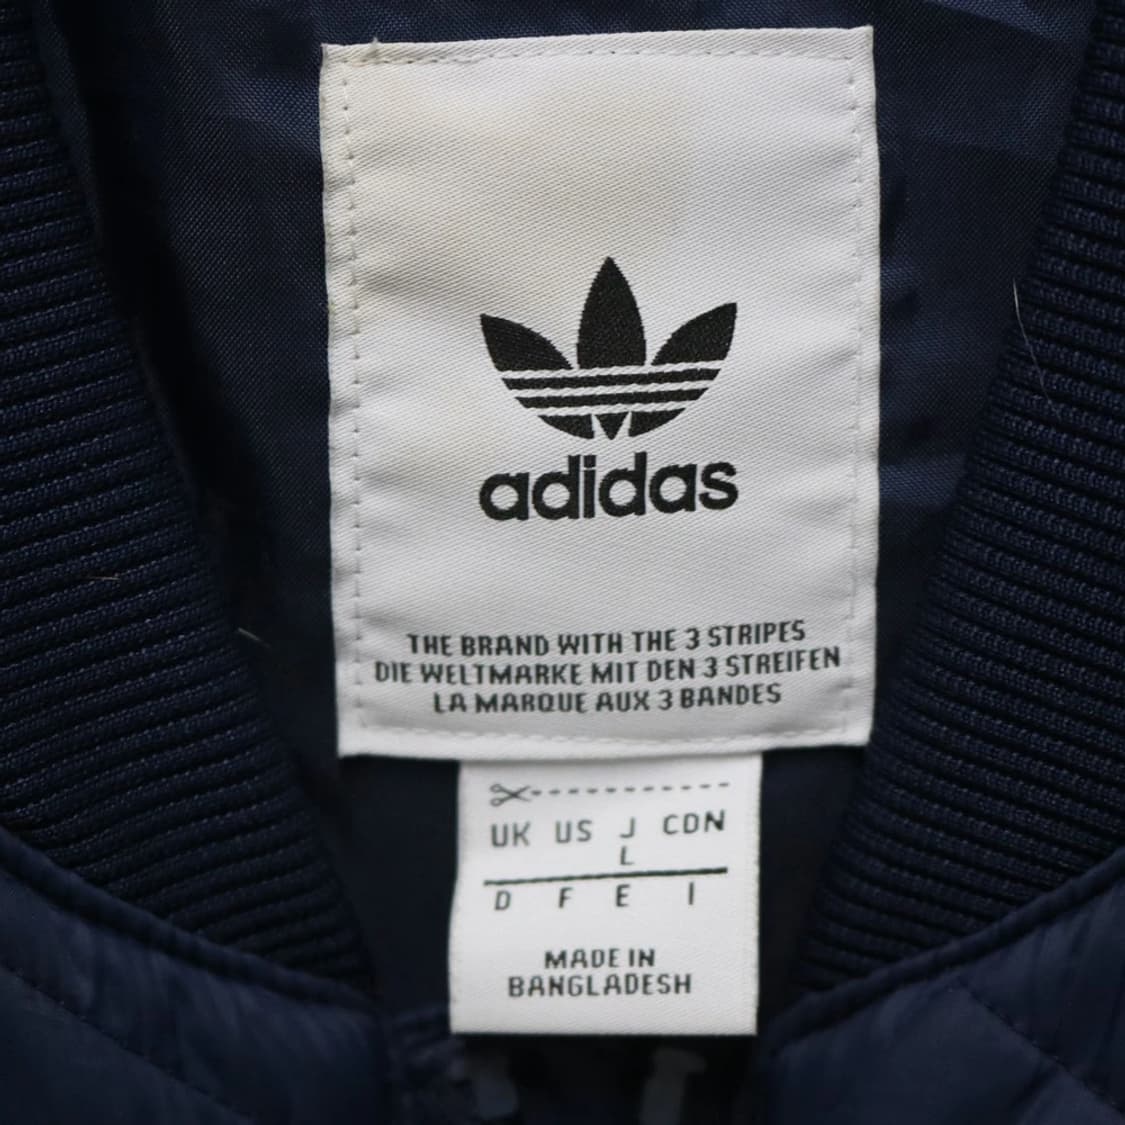 adidas
THE BRAND WITH THE 3 STRIPES
DIE WELTMARKE MIT DEN 3 STREIFEN
LA MARQUE AUX 3 BANDES
UK US J CDN
L
D F E I
MADE IN
BANGLADESH